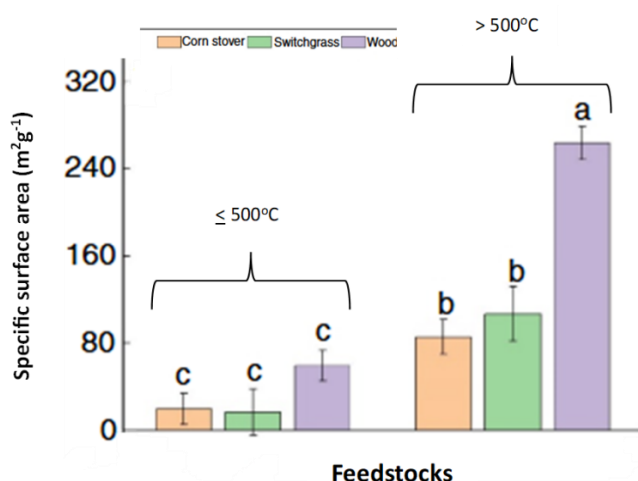 > 500°C
Corn stover Switchgrass Wood
320
240
160
80
0
Specific surface area (m²g⁻¹)
≤ 500°C
c
c
c
b
b
a
Feedstocks